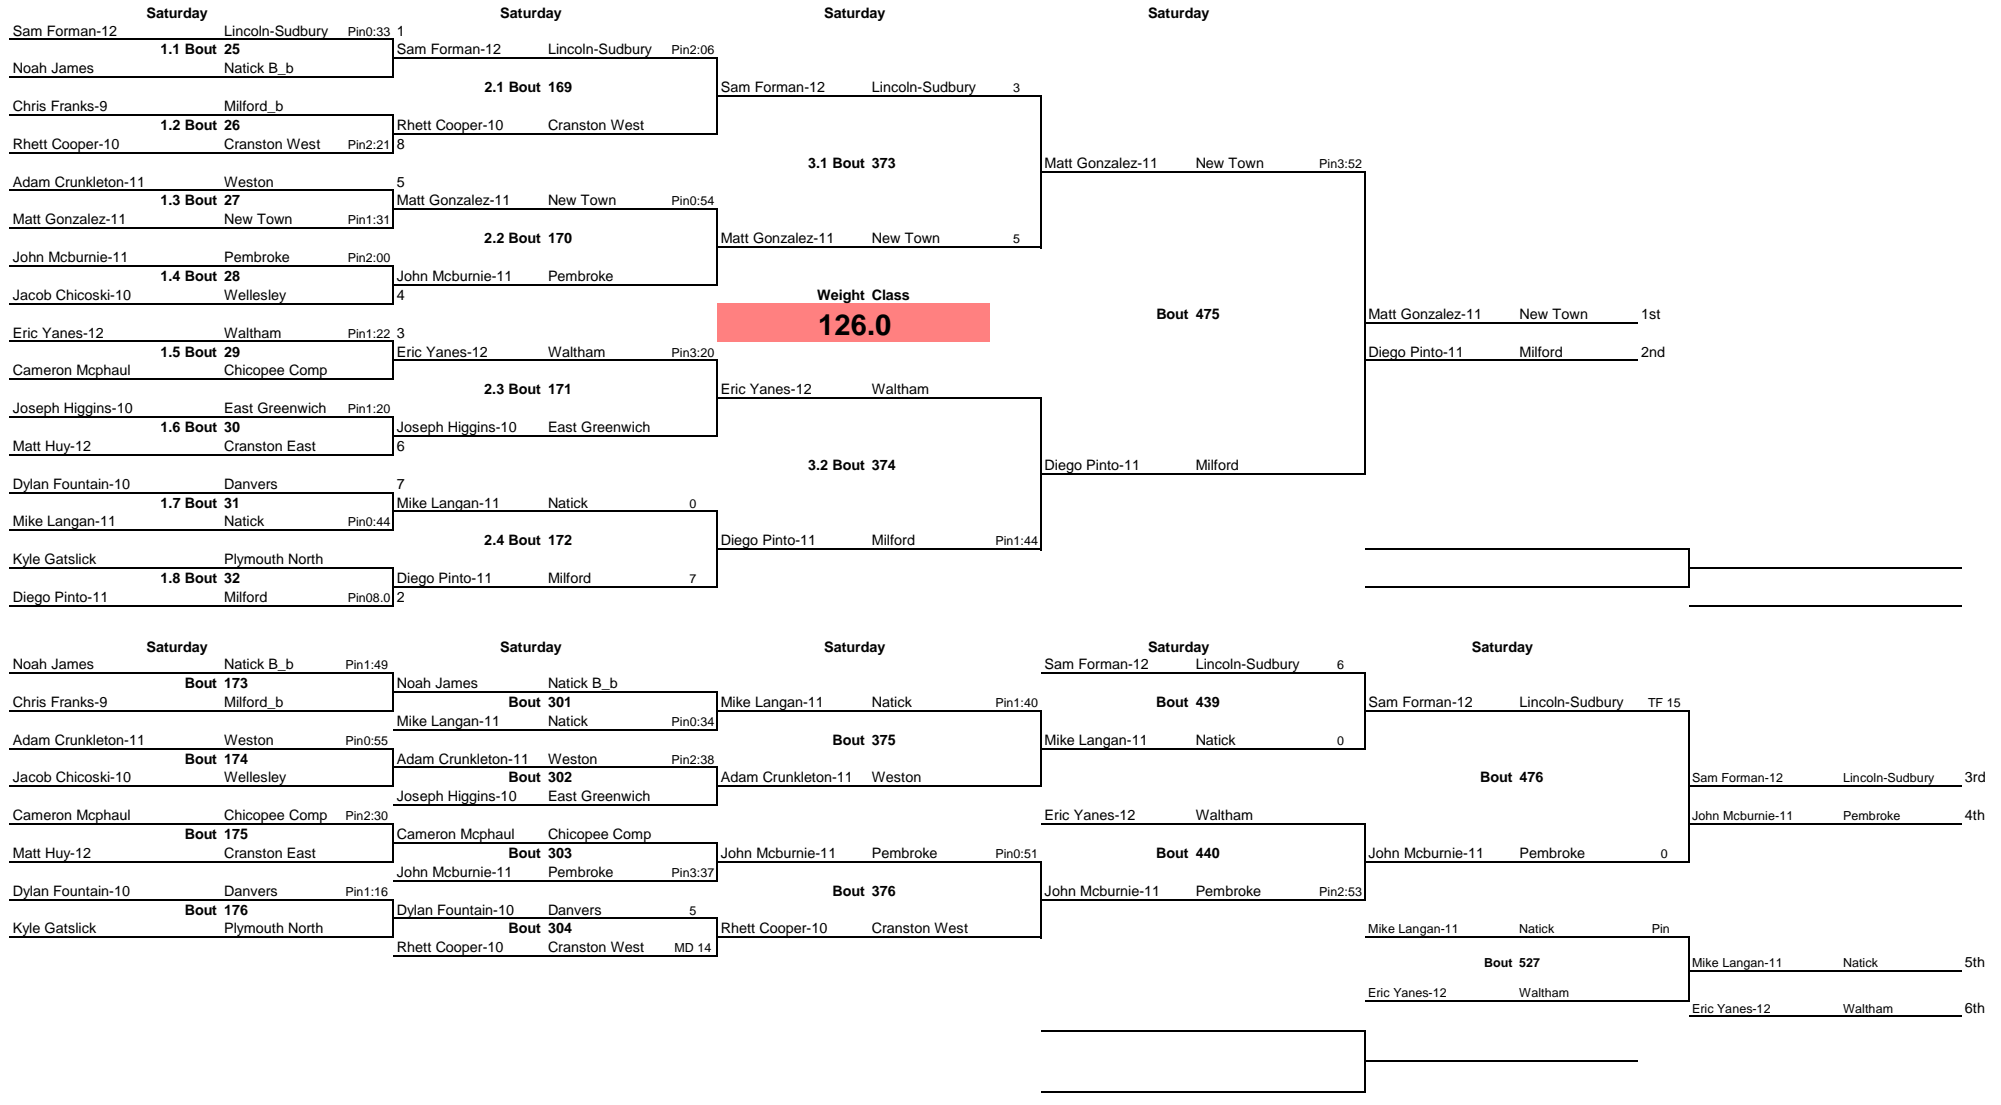 Saturday Saturday Saturday Saturday
Sam Forman-12 Lincoln-Sudbury Pin0:33 1
1.1 Bout 25 Sam Forman-12 Lincoln-Sudbury Pin2:06
Noah James Natick B_b
2.1 Bout 169 Sam Forman-12 Lincoln-Sudbury 3
Chris Franks-9 Milford_b
1.2 Bout 26 Rhett Cooper-10 Cranston West
Rhett Cooper-10 Cranston West Pin2:21 8
3.1 Bout 373 Matt Gonzalez-11 New Town Pin3:52
Adam Crunkleton-11 Weston 5
1.3 Bout 27 Matt Gonzalez-11 New Town Pin0:54
Matt Gonzalez-11 New Town Pin1:31
2.2 Bout 170 Matt Gonzalez-11 New Town 5
John Mcburnie-11 Pembroke Pin2:00
1.4 Bout 28 John Mcburnie-11 Pembroke
Jacob Chicoski-10 Wellesley 4 Weight Class
126.0 Bout 475 Matt Gonzalez-11 New Town 1st
Eric Yanes-12 Waltham Pin1:22 3
1.5 Bout 29 Eric Yanes-12 Waltham Pin3:20 Diego Pinto-11 Milford 2nd
Cameron Mcphaul Chicopee Comp
2.3 Bout 171 Eric Yanes-12 Waltham
Joseph Higgins-10 East Greenwich Pin1:20
1.6 Bout 30 Joseph Higgins-10 East Greenwich
Matt Huy-12 Cranston East 6
3.2 Bout 374 Diego Pinto-11 Milford
Dylan Fountain-10 Danvers 7
1.7 Bout 31 Mike Langan-11 Natick 0
Mike Langan-11 Natick Pin0:44
2.4 Bout 172 Diego Pinto-11 Milford Pin1:44
Kyle Gatslick Plymouth North
1.8 Bout 32 Diego Pinto-11 Milford 7
Diego Pinto-11 Milford Pin08.0 2
Saturday Saturday Saturday Saturday Saturday
Noah James Natick B_b Pin1:49 Sam Forman-12 Lincoln-Sudbury 6
Bout 173 Noah James Natick B_b
Chris Franks-9 Milford_b Bout 301 Mike Langan-11 Natick Pin1:40 Bout 439 Sam Forman-12 Lincoln-Sudbury TF 15
Mike Langan-11 Natick Pin0:34
Adam Crunkleton-11 Weston Pin0:55 Bout 375 Mike Langan-11 Natick 0
Bout 174 Adam Crunkleton-11 Weston Pin2:38
Jacob Chicoski-10 Wellesley Bout 302 Adam Crunkleton-11 Weston Bout 476 Sam Forman-12 Lincoln-Sudbury 3rd
Joseph Higgins-10 East Greenwich
Cameron Mcphaul Chicopee Comp Pin2:30 Eric Yanes-12 Waltham John Mcburnie-11 Pembroke 4th
Bout 175 Cameron Mcphaul Chicopee Comp
Matt Huy-12 Cranston East Bout 303 John Mcburnie-11 Pembroke Pin0:51 Bout 440 John Mcburnie-11 Pembroke 0
John Mcburnie-11 Pembroke Pin3:37
Dylan Fountain-10 Danvers Pin1:16 Bout 376 John Mcburnie-11 Pembroke Pin2:53
Bout 176 Dylan Fountain-10 Danvers 5
Kyle Gatslick Plymouth North Bout 304 Rhett Cooper-10 Cranston West Mike Langan-11 Natick Pin
Rhett Cooper-10 Cranston West MD 14
Bout 527 Mike Langan-11 Natick 5th
Eric Yanes-12 Waltham
Eric Yanes-12 Waltham 6th